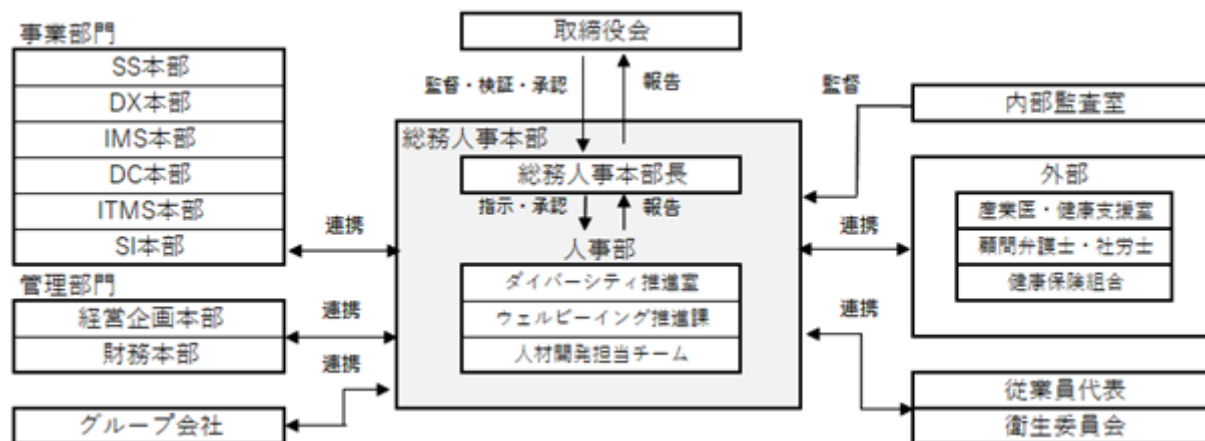 取締役会
監督・検証・承認
報告
事業部門
SS本部
DX本部
IMS本部
DC本部
ITMS本部
SI本部
連携
管理部門
経営企画本部
財務本部
連携
連携
グループ会社
総務人事本部
総務人事本部長
指示・承認
報告
人事部
ダイバーシティ推進室
ウェルビーイング推進課
人材開発担当チーム
監督
内部監査室
連携
外部
産業医・健康支援室
顧問弁護士・社労士
健康保険組合
連携
従業員代表
衛生委員会